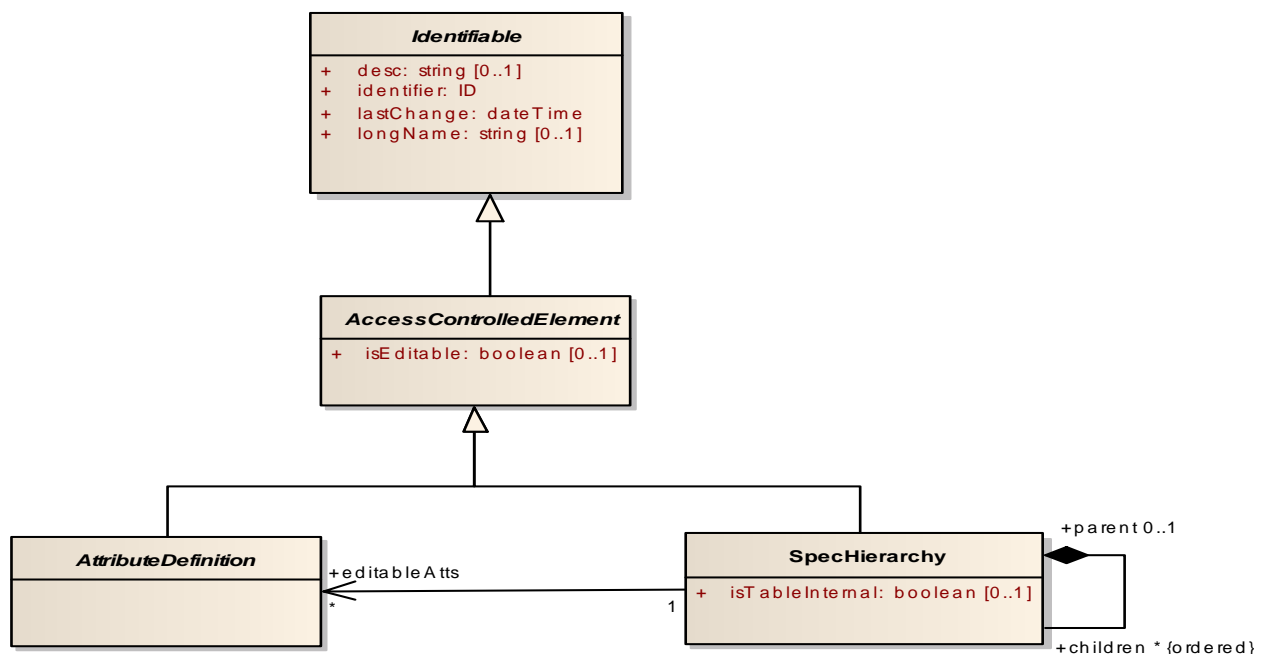 Identifiable
+ desc: string [0..1]
+ identifier: ID
+ lastChange: dateTime
+ longName: string [0..1]
AccessControlledElement
+ isEditable: boolean [0..1]
AttributeDefinition
+editableAtts
*
1
SpecHierarchy
+ isTableInternal: boolean [0..1]
+parent 0..1
+children * {ordered}